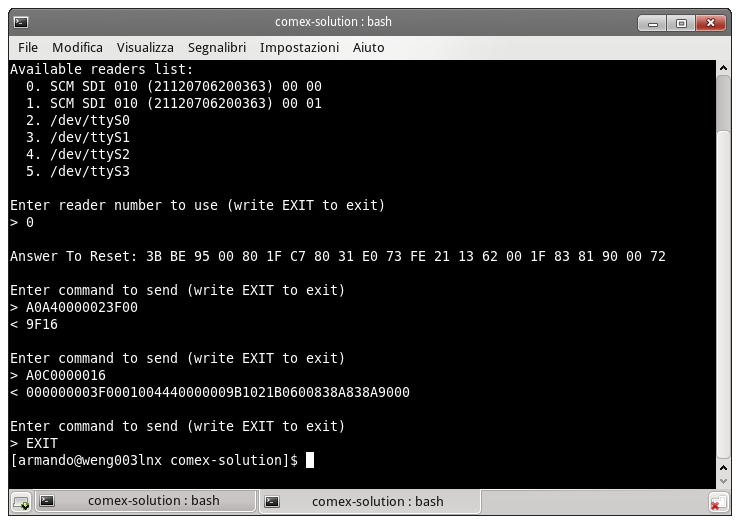 comex-solution : bash
File Modifica Visualizza Segnalibri Impostazioni Aiuto
Available readers list:
0. SCM SDI 010 (21120706200363) 00 00
1. SCM SDI 010 (21120706200363) 00 01
2. /dev/ttyS0
3. /dev/ttyS1
4. /dev/ttyS2
5. /dev/ttyS3
Enter reader number to use (write EXIT to exit)
> 0
Answer To Reset: 3B BE 95 00 80 1F C7 80 31 E0 73 FE 21 13 62 00 1F 83 81 90 00 72
Enter command to send (write EXIT to exit)
> A0A40000023F00
< 9F16
Enter command to send (write EXIT to exit)
> A0C0000016
< 000000003F0001004440000009B1021B0600838A838A9000
Enter command to send (write EXIT to exit)
> EXIT
[armando@weng003lnx comex-solution]$
comex-solution : bash comex-solution : bash